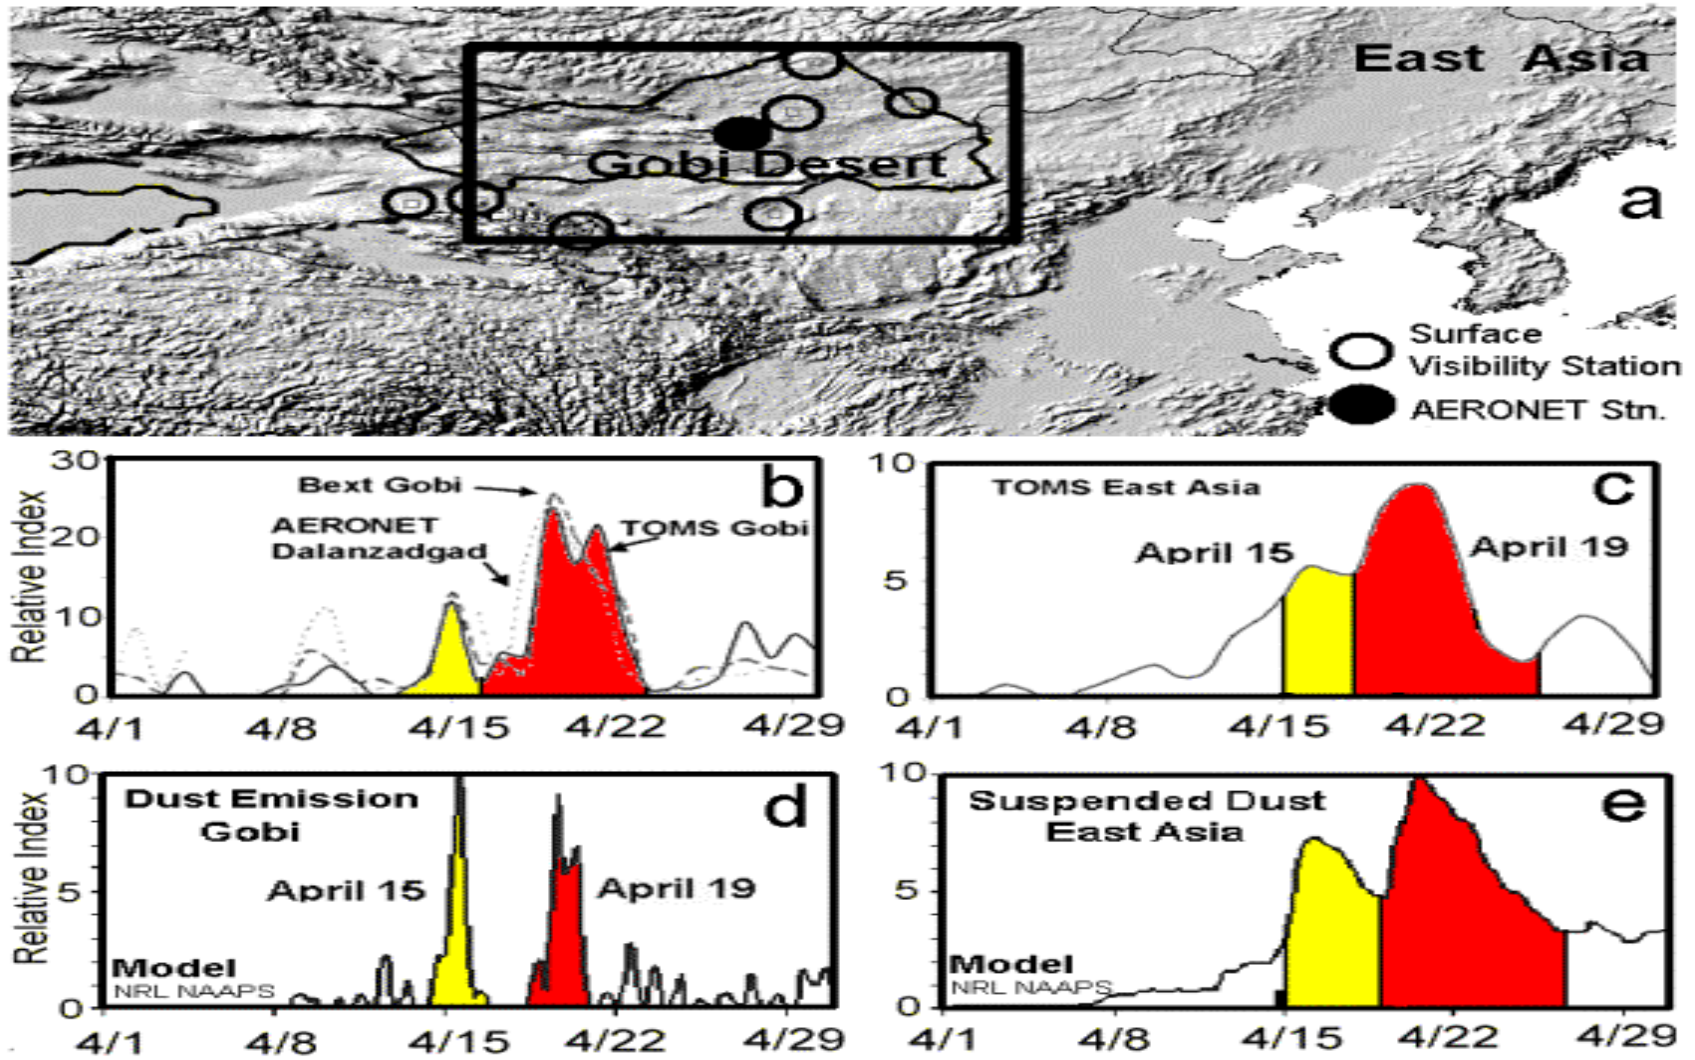 East Asia
Gobi Desert
a
Surface
Visibility Station
AERONET Stn.
30
20
10
0
Relative Index
Bext Gobi
b
AERONET
Dalanzadgad
TOMS Gobi
4/1 4/8 4/15 4/22 4/29
10
5
0
TOMS East Asia
c
April 15
April 19
4/1 4/8 4/15 4/22 4/29
10
5
0
Relative Index
Dust Emission
Gobi
d
April 15
April 19
Model
NRL NAAPS
4/1 4/8 4/15 4/22 4/29
10
5
0
Suspended Dust
East Asia
e
Model
NRL NAAPS
4/1 4/8 4/15 4/22 4/29